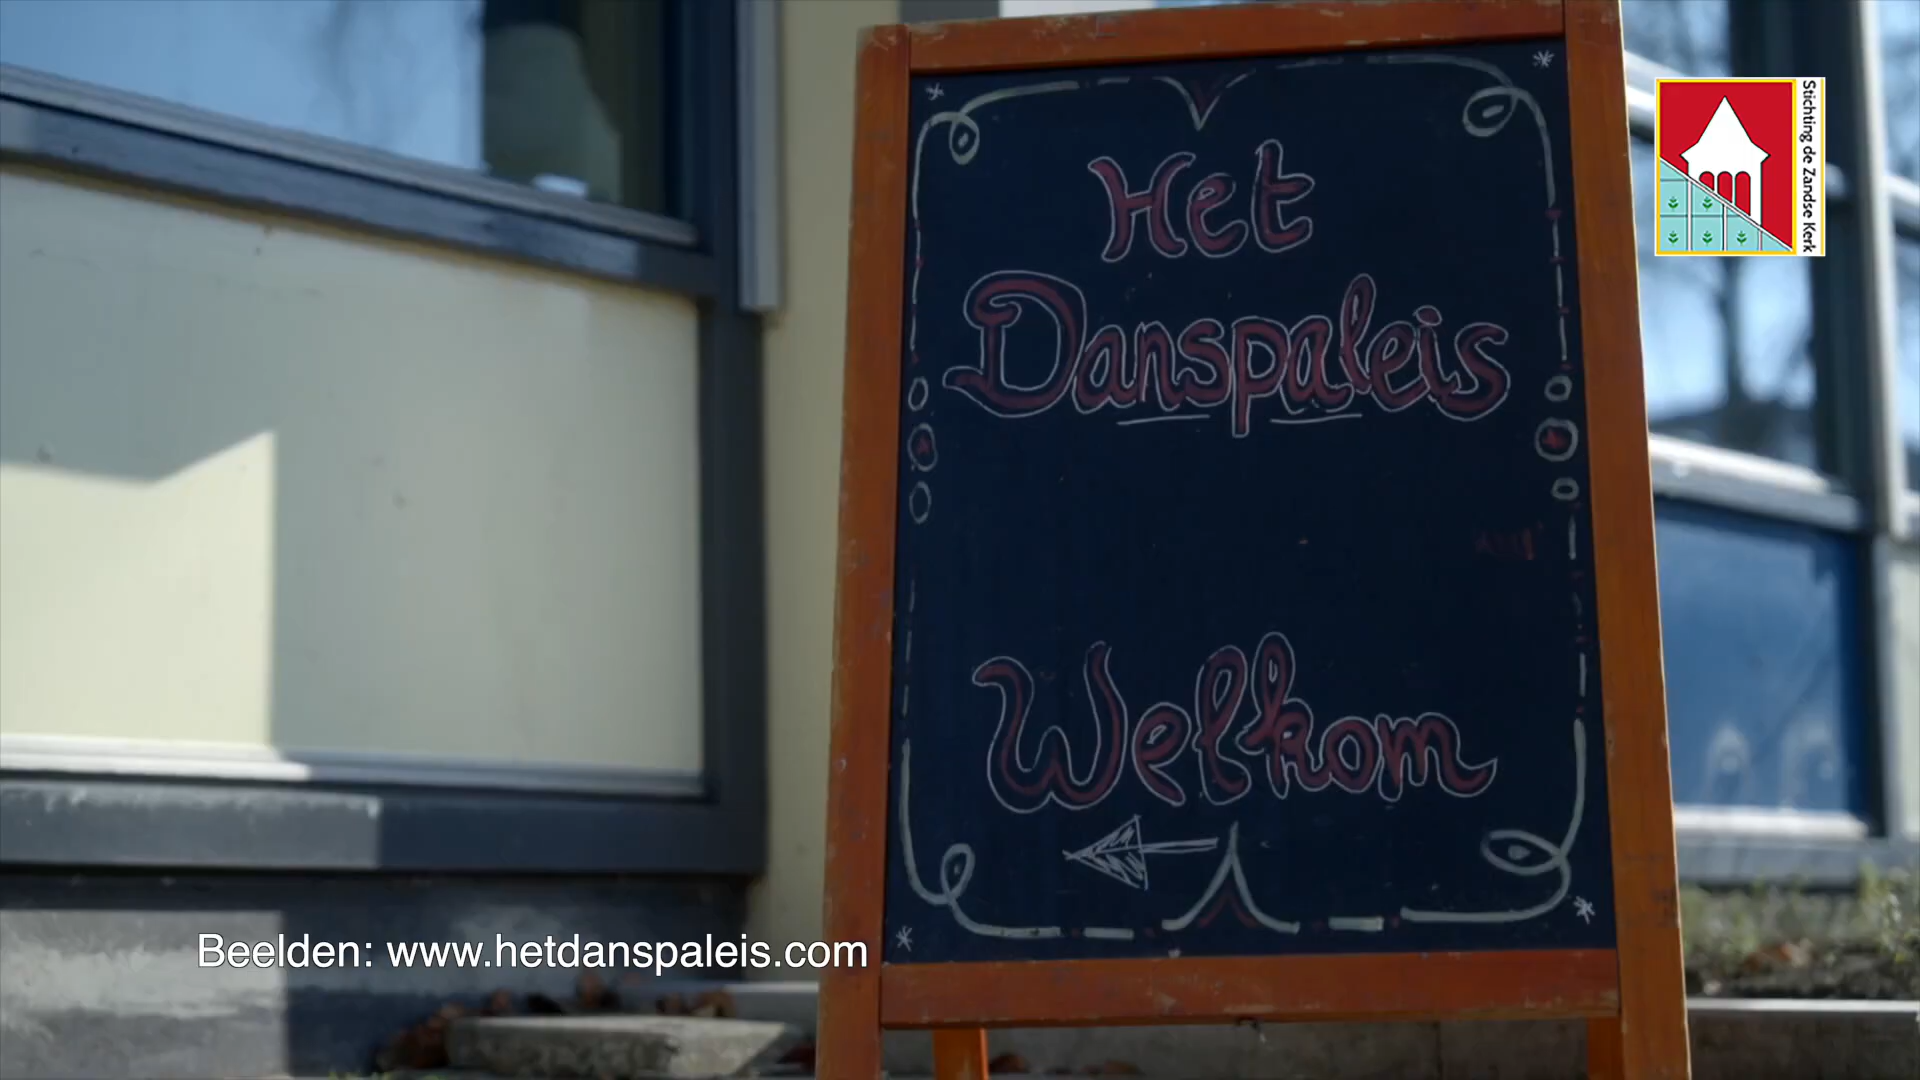 Het
Danspaleis
Welkom
Stichting de Zandse Kerk
Beelden: www.hetdanspaleis.com